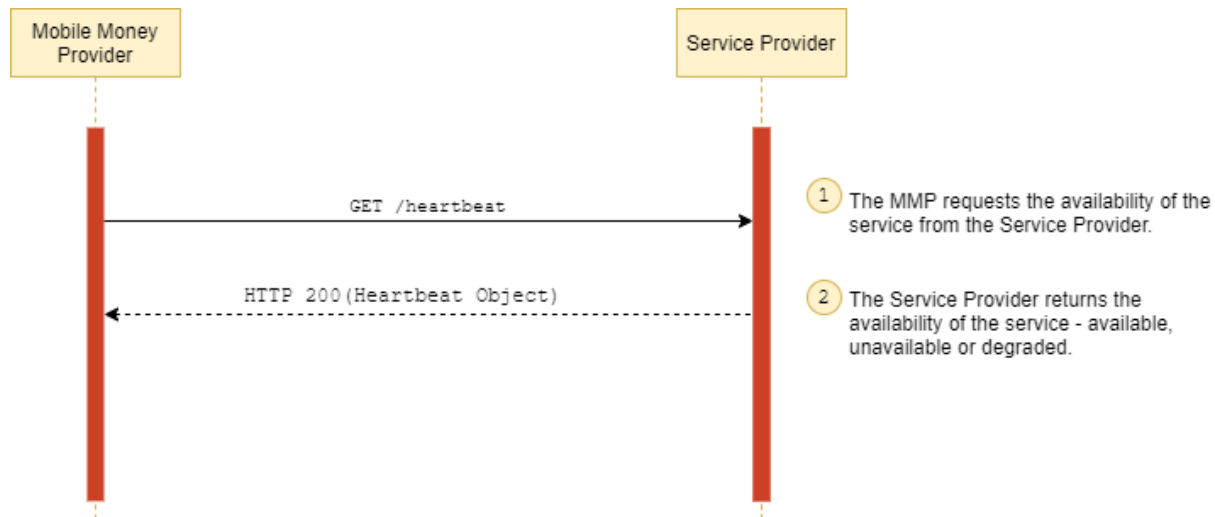 Mobile Money
Provider
Service Provider
GET /heartbeat
1
The MMP requests the availability of the
service from the Service Provider.
HTTP 200(Heartbeat Object)
2
The Service Provider returns the
availability of the service - available,
unavailable or degraded.